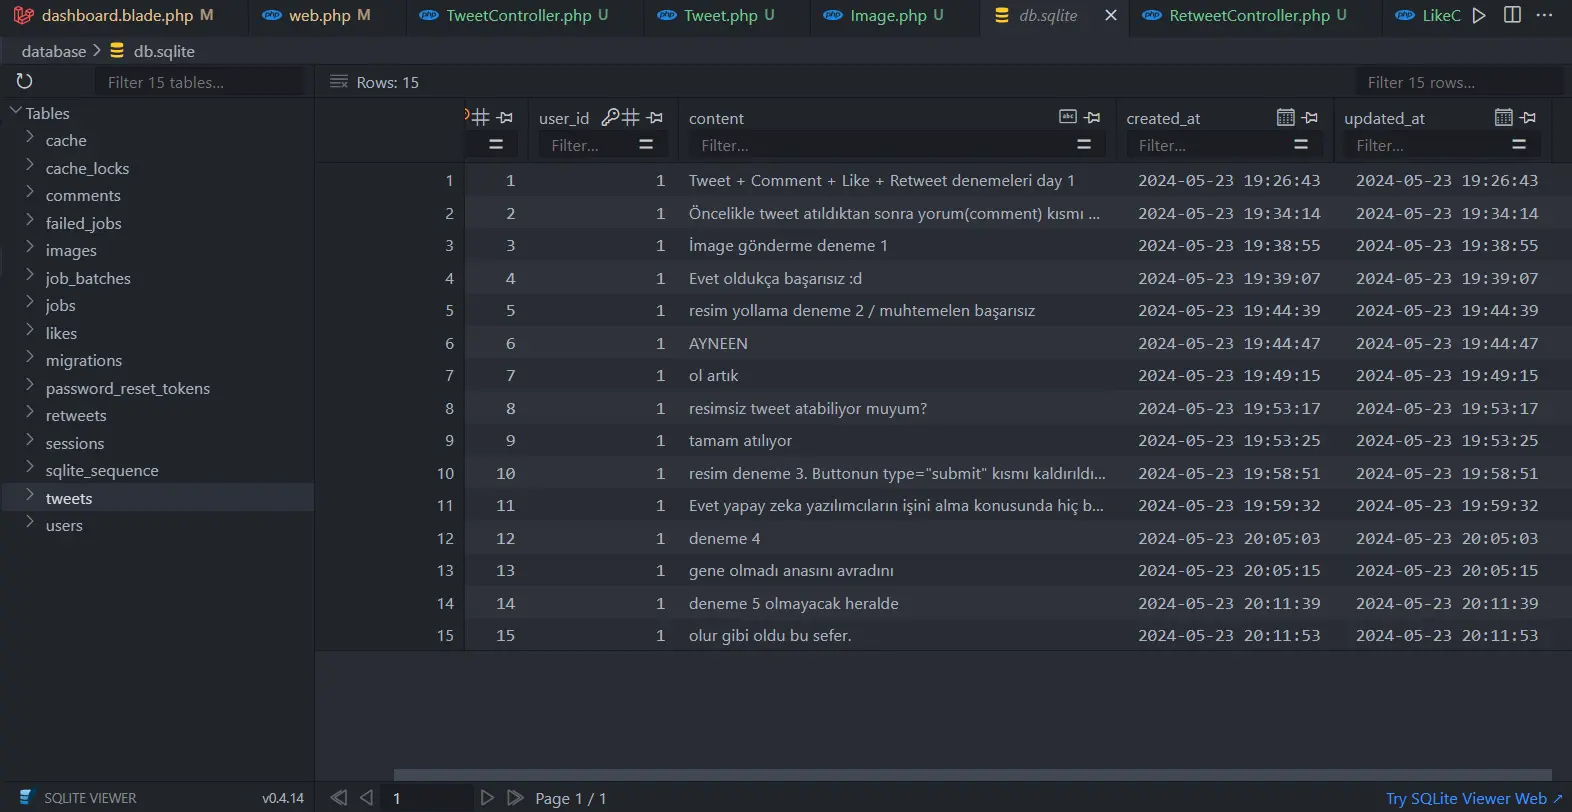 dashboard.blade.php M web.php M TweetController.php U Tweet.php U Image.php U db.sqlite RetweetController.php U LikeC
database db.sqlite
Filter 15 tables... Rows: 15 Filter 15 rows...
Tables
cache
cache_locks
comments
failed_jobs
images
job_batches
jobs
likes
migrations
password_reset_tokens
retweets
sessions
sqlite_sequence
tweets
users
user_id content created_at updated_at
Filter... Filter... Filter... Filter...
1 1 1 Tweet + Comment + Like + Retweet denemeleri day 1 2024-05-23 19:26:43 2024-05-23 19:26:43
2 2 1 Öncelikle tweet atıldıktan sonra yorum(comment) kısmı ... 2024-05-23 19:34:14 2024-05-23 19:34:14
3 3 1 İmage gönderme deneme 1 2024-05-23 19:38:55 2024-05-23 19:38:55
4 4 1 Evet oldukça başarısız :d 2024-05-23 19:39:07 2024-05-23 19:39:07
5 5 1 resim yollama deneme 2 / muhtemelen başarısız 2024-05-23 19:44:39 2024-05-23 19:44:39
6 6 1 AYNEEN 2024-05-23 19:44:47 2024-05-23 19:44:47
7 7 1 ol artık 2024-05-23 19:49:15 2024-05-23 19:49:15
8 8 1 resimsiz tweet atabiliyor muyum? 2024-05-23 19:53:17 2024-05-23 19:53:17
9 9 1 tamam atılıyor 2024-05-23 19:53:25 2024-05-23 19:53:25
10 10 1 resim deneme 3. Buttonun type="submit" kısmı kaldırıldı... 2024-05-23 19:58:51 2024-05-23 19:58:51
11 11 1 Evet yapay zeka yazılımcıların işini alma konusunda hiç b... 2024-05-23 19:59:32 2024-05-23 19:59:32
12 12 1 deneme 4 2024-05-23 20:05:03 2024-05-23 20:05:03
13 13 1 gene olmadı anasını avradını 2024-05-23 20:05:15 2024-05-23 20:05:15
14 14 1 deneme 5 olmayacak heralde 2024-05-23 20:11:39 2024-05-23 20:11:39
15 15 1 olur gibi oldu bu sefer. 2024-05-23 20:11:53 2024-05-23 20:11:53
SQLITE VIEWER v0.4.14 1 Page 1 / 1 Try SQLite Viewer Web ↗